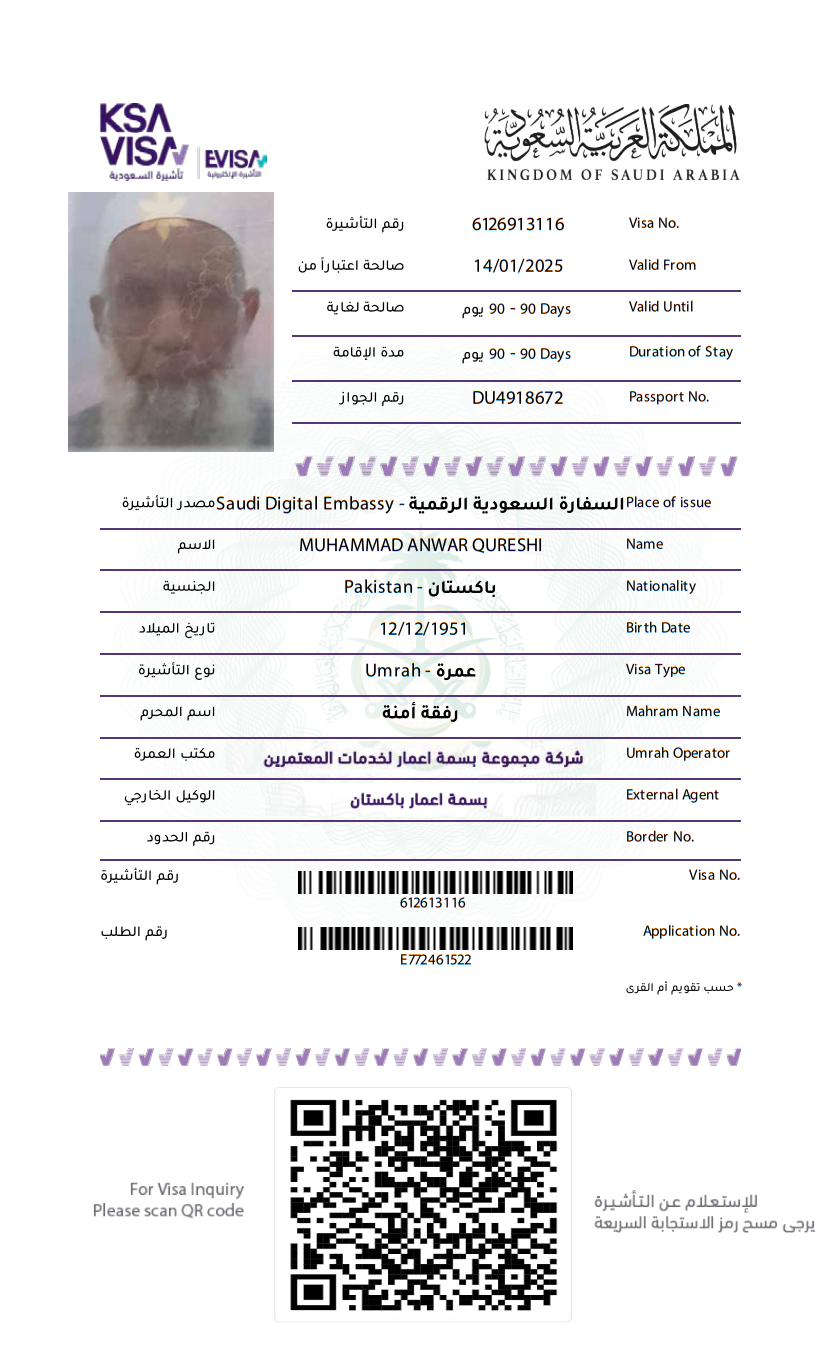 KSA
VISA
تأشيرة السعودية
EVISA
التأشيرة الإلكترونية
المملكة العربية السعودية
KINGDOM OF SAUDI ARABIA
رقم التأشيرة 6126913116 Visa No.
صالحة اعتباراً من 14/01/2025 Valid From
صالحة لغاية 90 Days - 90 يوم Valid Until
مدة الإقامة 90 Days - 90 يوم Duration of Stay
رقم الجواز DU4918672 Passport No.
مصدر التأشيرة Saudi Digital Embassy - السفارة السعودية الرقمية Place of issue
الاسم MUHAMMAD ANWAR QURESHI Name
الجنسية Pakistan - باكستان Nationality
تاريخ الميلاد 12/12/1951 Birth Date
نوع التأشيرة Umrah - عمرة Visa Type
اسم المحرم رفقة أمنة Mahram Name
مكتب العمرة شركة مجموعة بسمة اعمار لخدمات المعتمرين Umrah Operator
الوكيل الخارجي بسمة اعمار باكستان External Agent
رقم الحدود Border No.
رقم التأشيرة Visa No.
612613116
رقم الطلب Application No.
E772461522
* حسب تقويم أم القرى
For Visa Inquiry
Please scan QR code
للإستعلام عن التأشيرة
يرجى مسح رمز الاستجابة السريعة